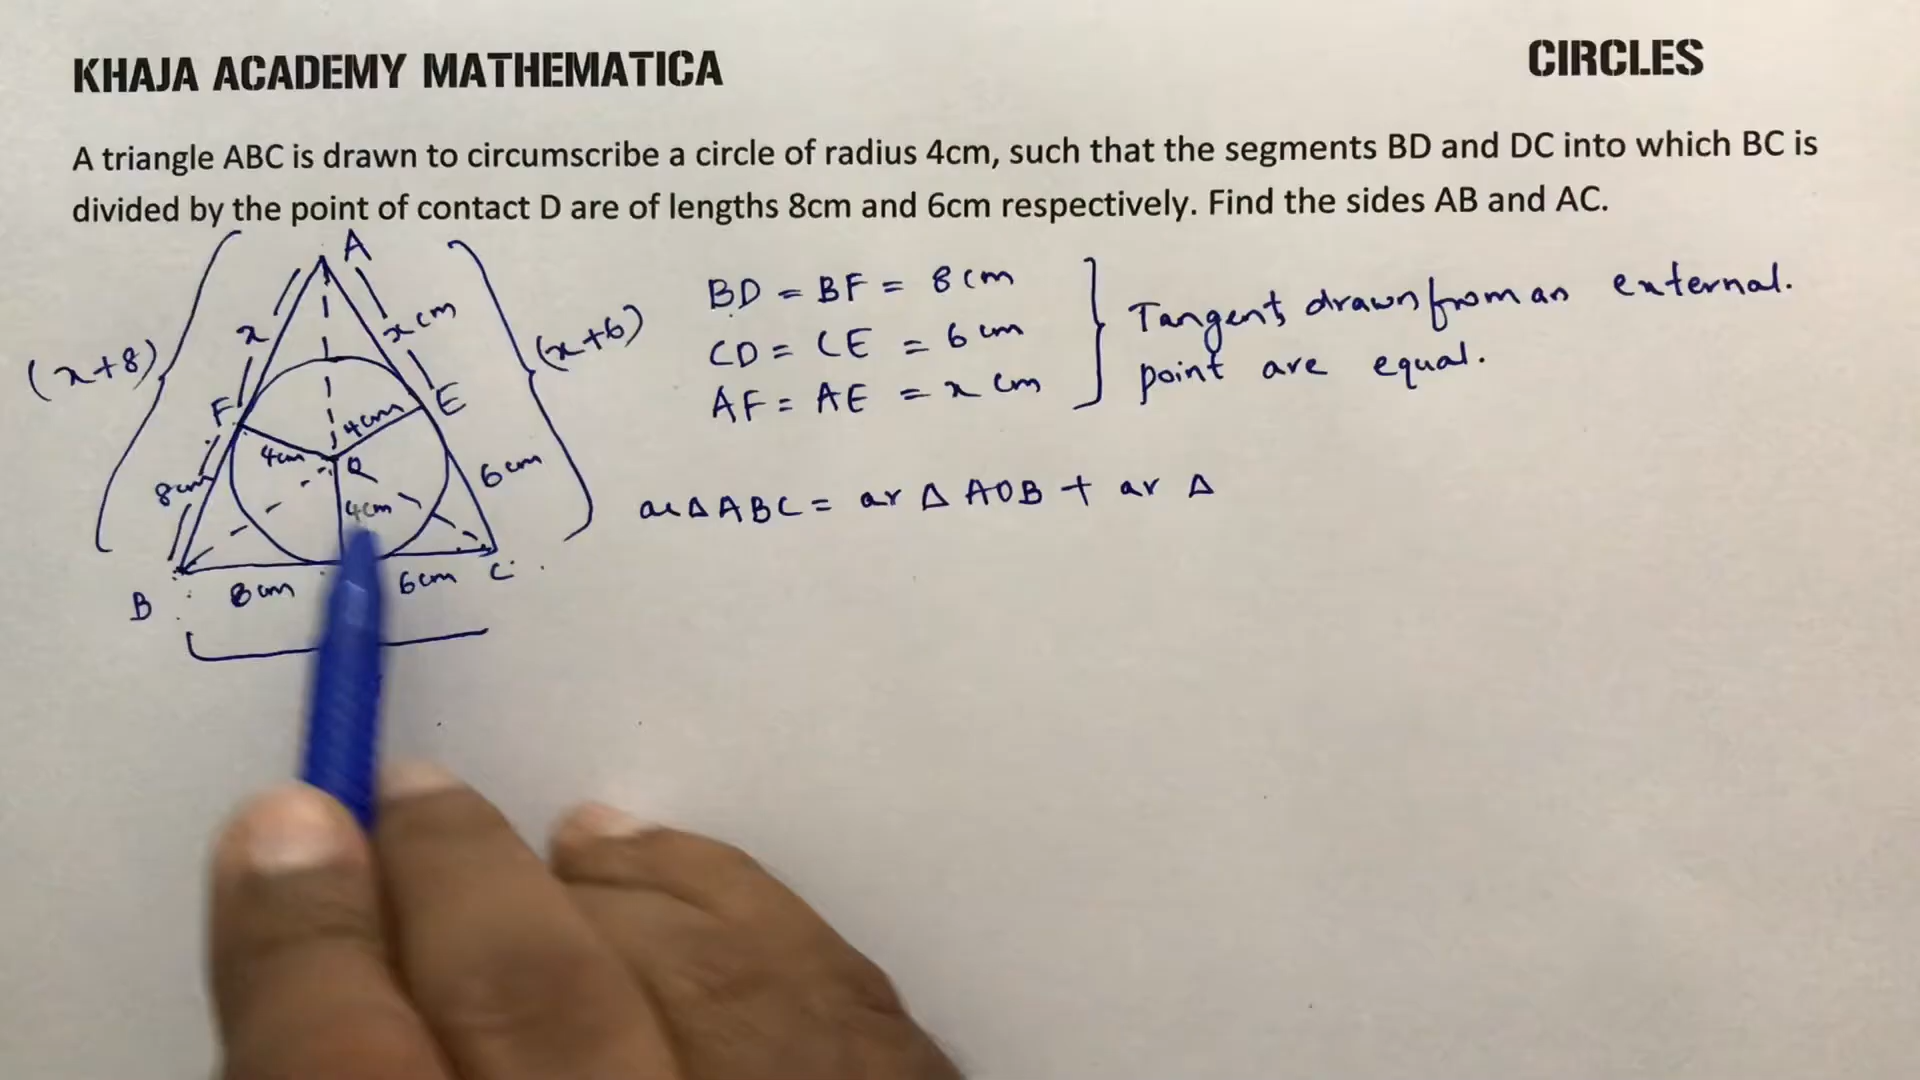 KHAJA ACADEMY MATHEMATICA
CIRCLES
A triangle ABC is drawn to circumscribe a circle of radius 4cm, such that the segments BD and DC into which BC is
divided by the point of contact D are of lengths 8cm and 6cm respectively. Find the sides AB and AC.
A
x
x cm
(x+8)
(x+6)
F
E
4cm
4cm
8cm
6cm
4cm
B
8cm
6cm
C
BD = BF = 8cm
CD = CE = 6 cm
AF = AE = x cm
Tangents drawn from an external.
point are equal.
ar Δ ABC = ar Δ AOB + ar Δ